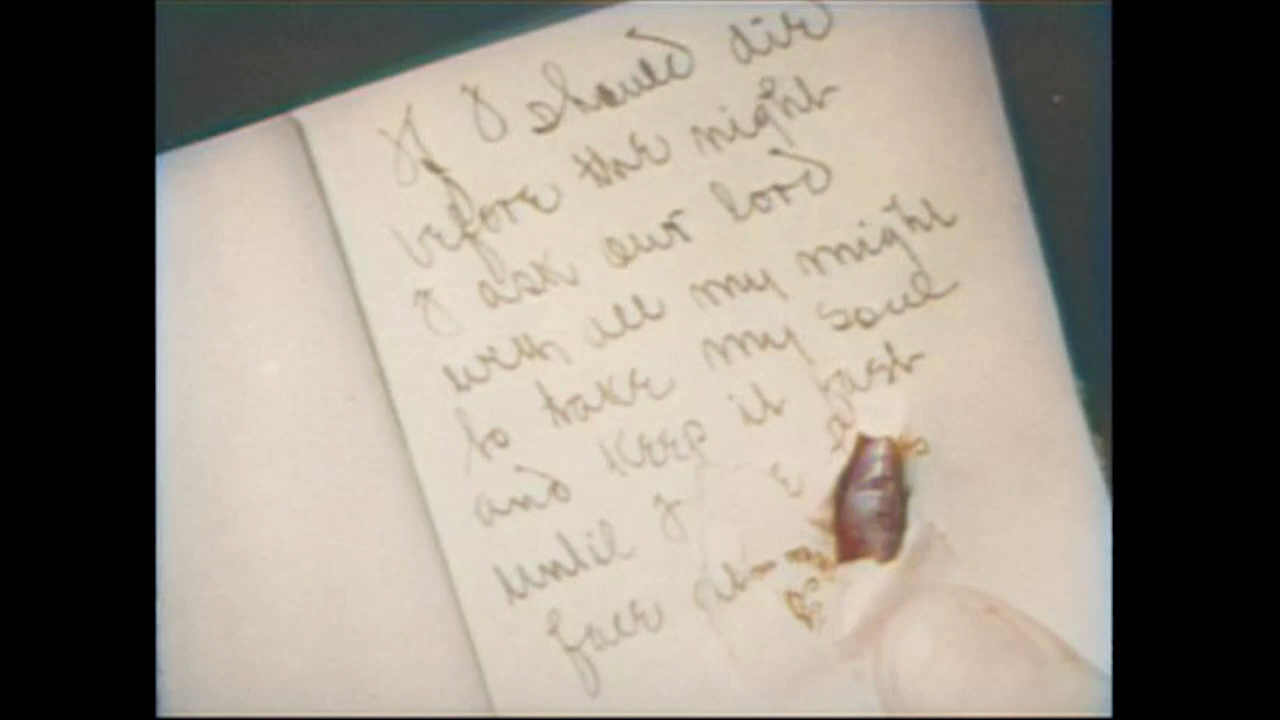 If I should die
before the night
I ask our lord
with all my might
to take my soul
and keep it fast
until I
face